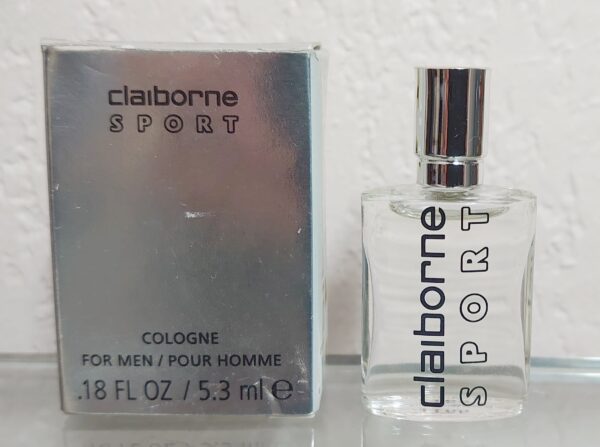 claiborne
SPORT
COLOGNE
FOR MEN / POUR HOMME
.18 FL OZ / 5.3 ml e
claiborne
SPORT